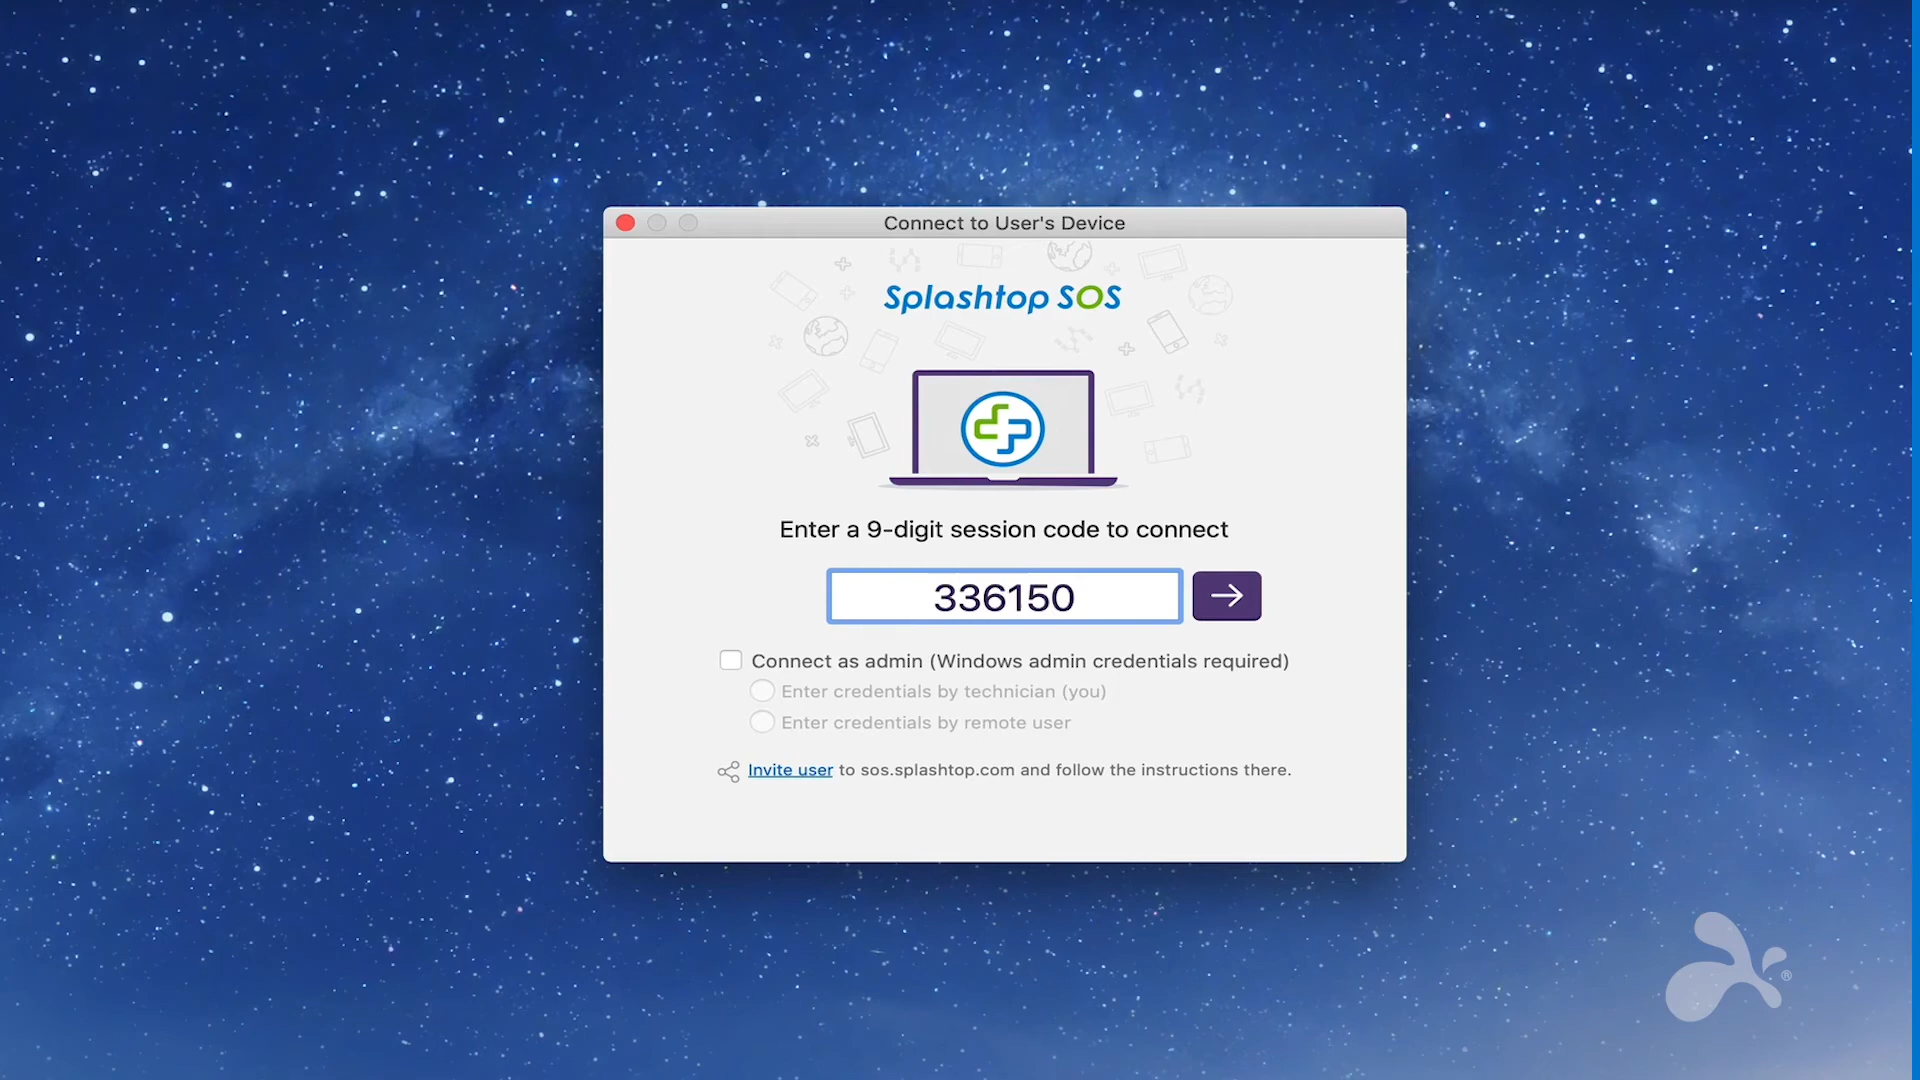 Connect to User's Device
Splashtop SOS
Enter a 9-digit session code to connect
336150
Connect as admin (Windows admin credentials required)
Enter credentials by technician (you)
Enter credentials by remote user
Invite user to sos.splashtop.com and follow the instructions there.
®